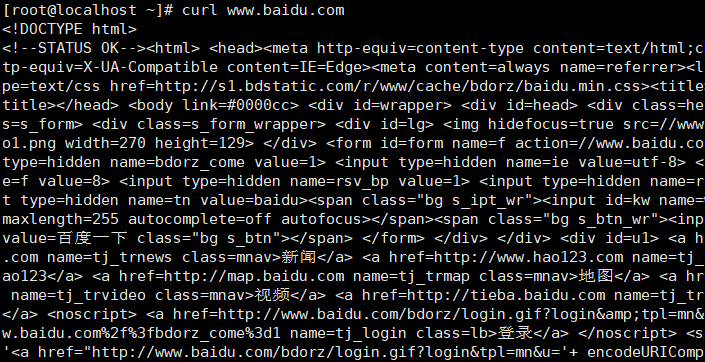 [root@localhost ~]# curl www.baidu.com
<!DOCTYPE html>
<!--STATUS OK--><html> <head><meta http-equiv=content-type content=text/html;c
tp-equiv=X-UA-Compatible content=IE=Edge><meta content=always name=referrer><l
pe=text/css href=http://s1.bdstatic.com/r/www/cache/bdorz/baidu.min.css><title
title></head> <body link=#0000cc> <div id=wrapper> <div id=head> <div class=he
s=s_form> <div class=s_form_wrapper> <div id=lg> <img hidefocus=true src=//www
o1.png width=270 height=129> </div> <form id=form name=f action=//www.baidu.co
type=hidden name=bdorz_come value=1> <input type=hidden name=ie value=utf-8> <
e=f value=8> <input type=hidden name=rsv_bp value=1> <input type=hidden name=r
t type=hidden name=tn value=baidu><span class="bg s_ipt_wr"><input id=kw name=w
maxlength=255 autocomplete=off autofocus></span><span class="bg s_btn_wr"><inp
value=百度一下 class="bg s_btn"></span> </form> </div> </div> <div id=u1> <a h
.com name=tj_trnews class=mnav>新闻</a> <a href=http://www.hao123.com name=tj_
ao123</a> <a href=http://map.baidu.com name=tj_trmap class=mnav>地图</a> <a hr
name=tj_trvideo class=mnav>视频</a> <a href=http://tieba.baidu.com name=tj_tr
</a> <noscript> <a href=http://www.baidu.com/bdorz/login.gif?login&amp;tpl=mn&
w.baidu.com%2f%3fbdorz_come%3d1 name=tj_login class=lb>登录</a> </noscript> <s
'<a href="http://www.baidu.com/bdorz/login.gif?login&tpl=mn&u='+ encodeURIComp